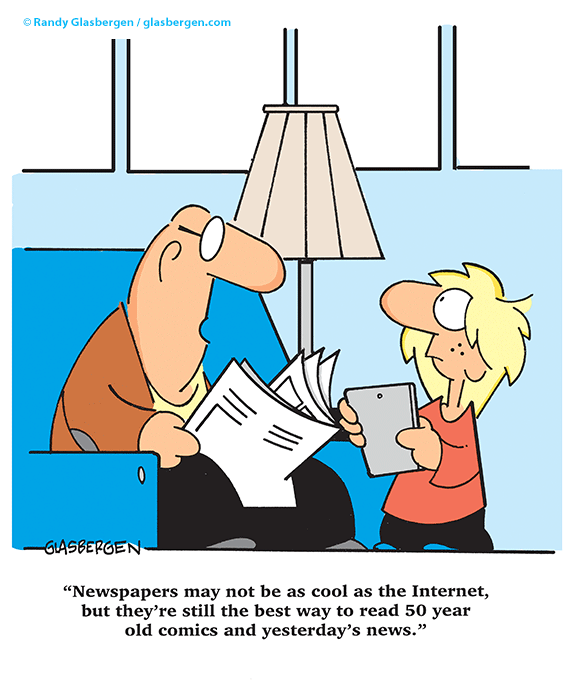 © Randy Glasbergen / glasbergen.com
GLASBERGEN
“Newspapers may not be as cool as the Internet,
but they’re still the best way to read 50 year
old comics and yesterday’s news.”